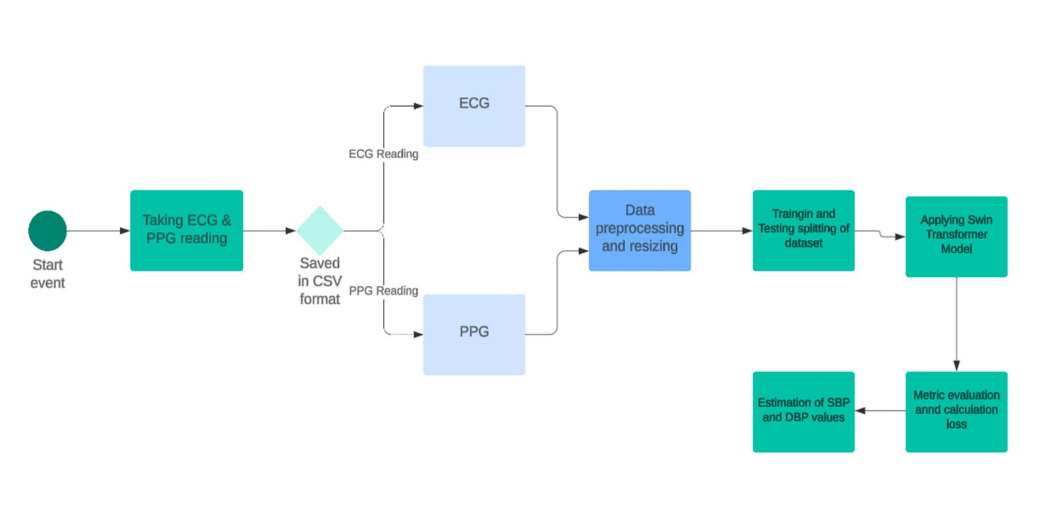 Start
event
Taking ECG &
PPG reading
Saved
in CSV
format
ECG Reading
PPG Reading
ECG
PPG
Data
preprocessing
and resizing
Traingin and
Testing splitting of
dataset
Applying Swin
Transformer
Model
Metric evaluation
annd calculation
loss
Estimation of SBP
and DBP values